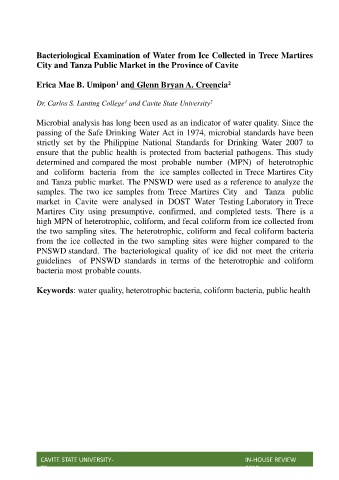 Bacteriological Examination of Water from Ice Collected in Trece Martires
City and Tanza Public Market in the Province of Cavite
Erica Mae B. Umipon¹ and Glenn Bryan A. Creencia²
Dr. Carlos S. Lanting College¹ and Cavite State University²
Microbial analysis has long been used as an indicator of water quality. Since the
passing of the Safe Drinking Water Act in 1974, microbial standards have been
strictly set by the Philippine National Standards for Drinking Water 2007 to
ensure that the public health is protected from bacterial pathogens. This study
determined and compared the most probable number (MPN) of heterotrophic
and coliform bacteria from the ice samples collected in Trece Martires City
and Tanza public market. The PNSWD were used as a reference to analyze the
samples. The two ice samples from Trece Martires City and Tanza public
market in Cavite were analysed in DOST Water Testing Laboratory in Trece
Martires City using presumptive, confirmed, and completed tests. There is a
high MPN of heterotrophic, coliform, and fecal coliform from ice collected from
the two sampling sites. The heterotrophic, coliform and fecal coliform bacteria
from the ice collected in the two sampling sites were higher compared to the
PNSWD standard. The bacteriological quality of ice did not meet the criteria
guidelines of PNSWD standards in terms of the heterotrophic and coliform
bacteria most probable counts.
Keywords: water quality, heterotrophic bacteria, coliform bacteria, public health
CAVITE STATE UNIVERSITY-
IN-HOUSE REVIEW